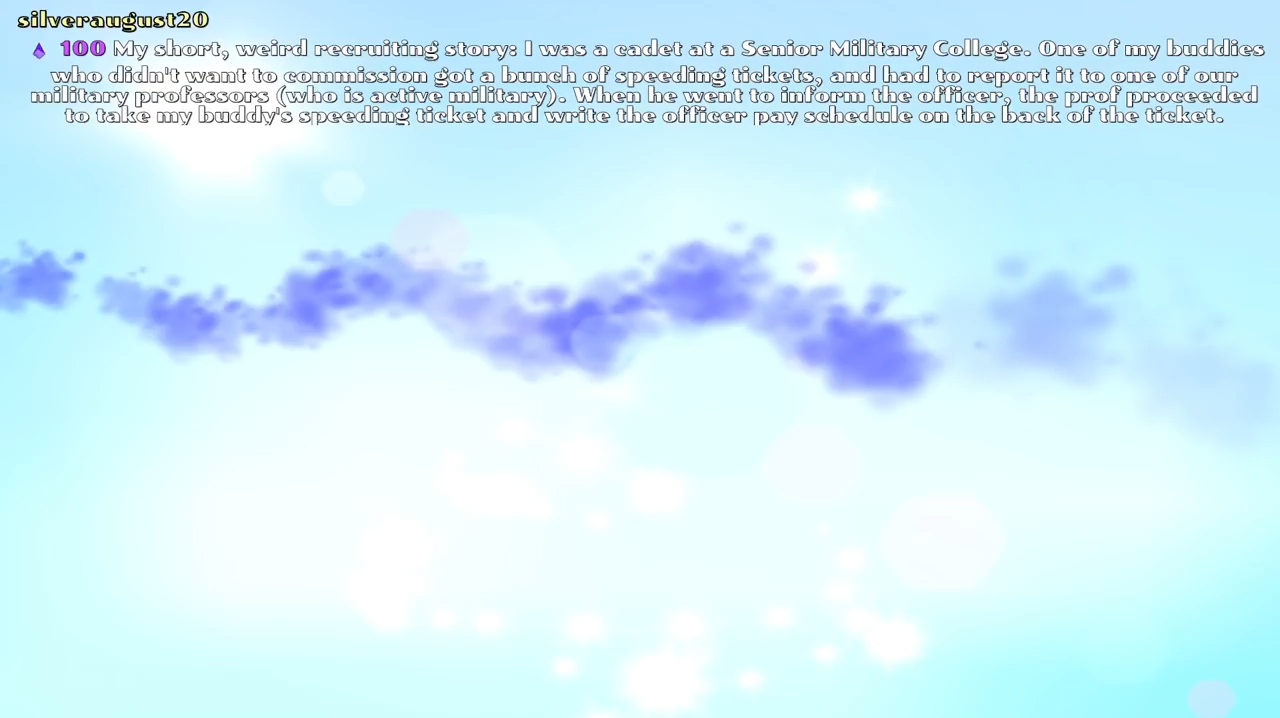 silveraugust20
100 My short, weird recruiting story: I was a cadet at a Senior Military College. One of my buddies
who didn't want to commission got a bunch of speeding tickets, and had to report it to one of our
military professors (who is active military). When he went to inform the officer, the prof proceeded
to take my buddy's speeding ticket and write the officer pay schedule on the back of the ticket.